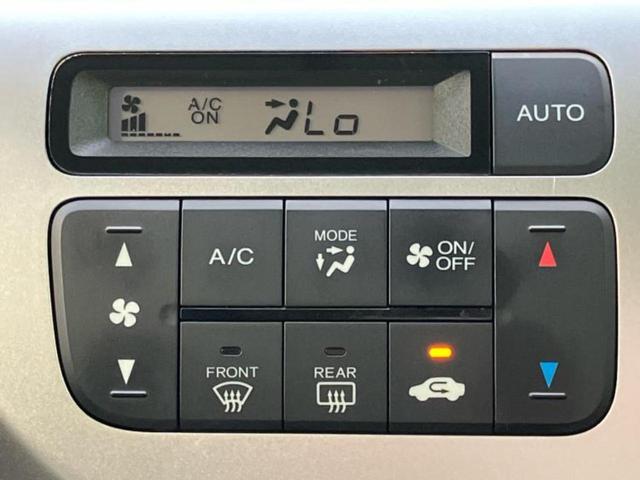 A/C
ON
Lo
AUTO
A/C
MODE
ON/
OFF
FRONT
REAR